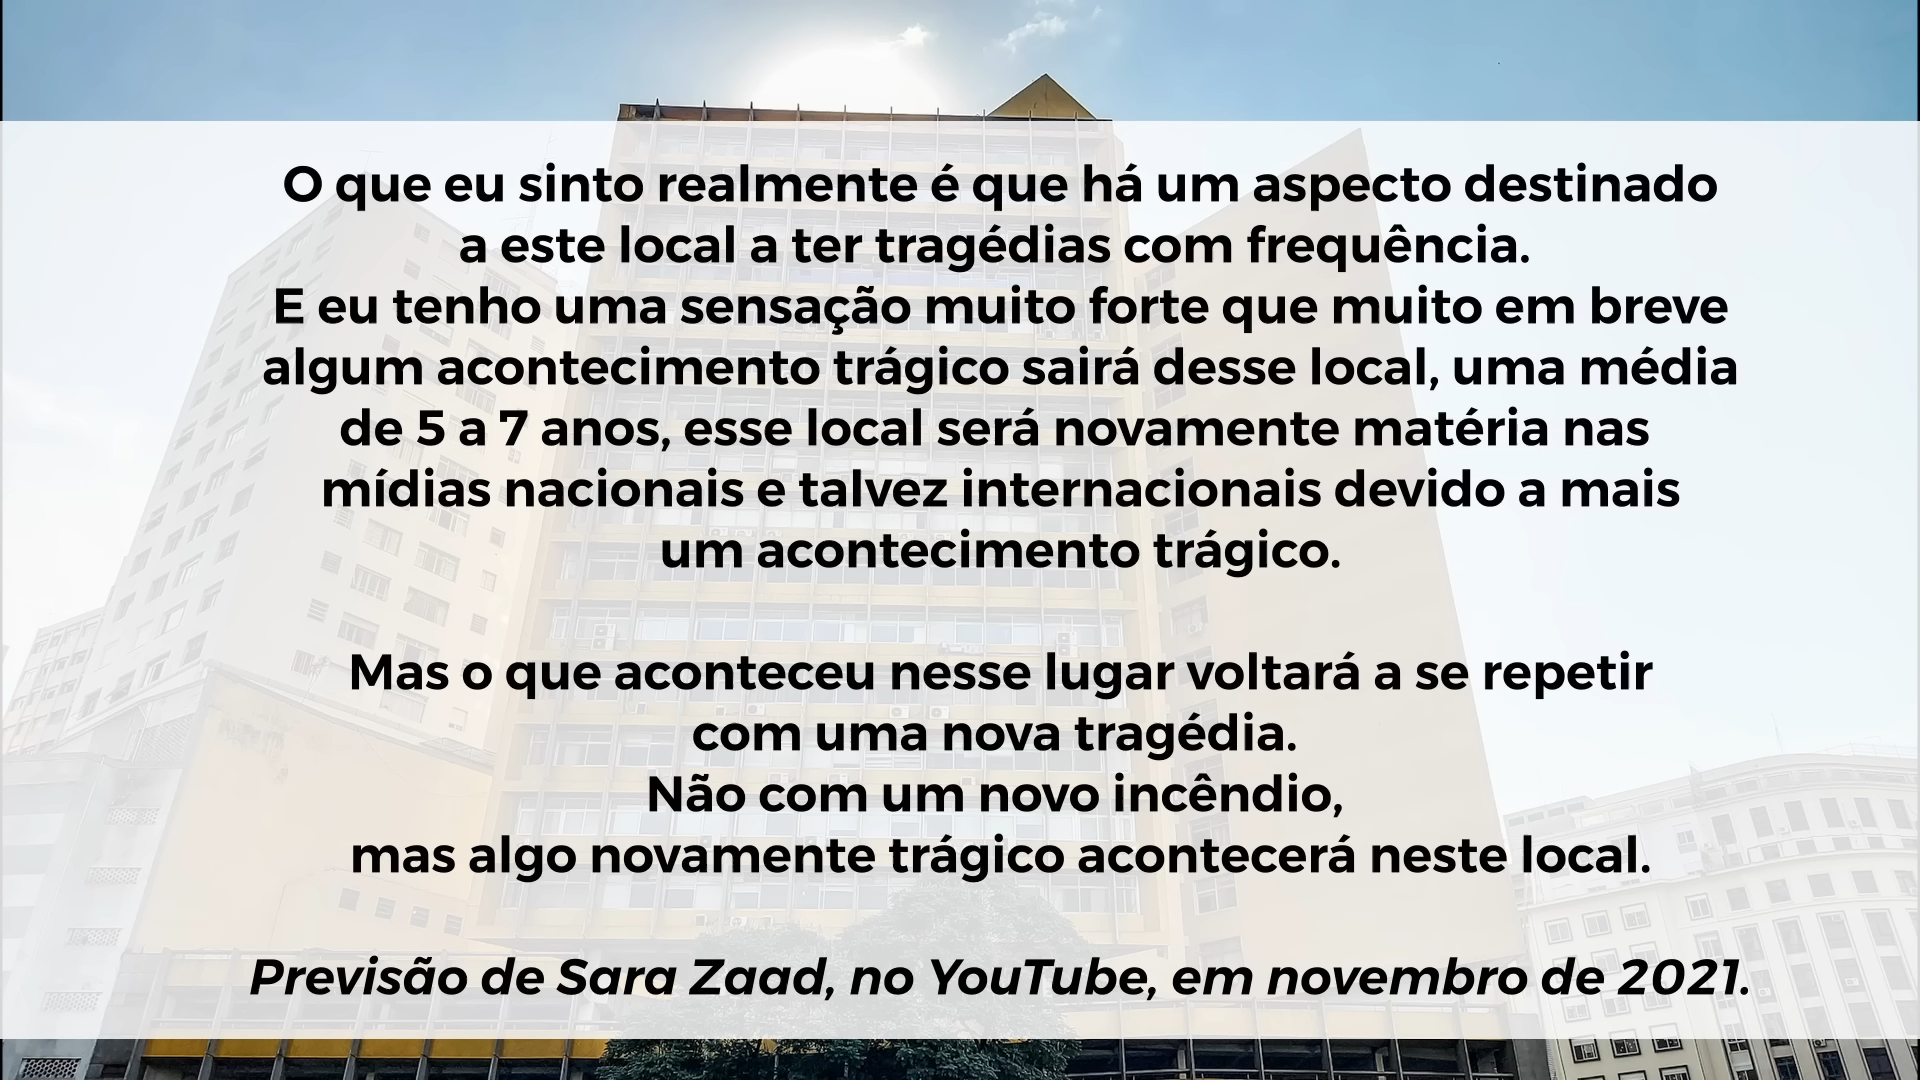 O que eu sinto realmente é que há um aspecto destinado
a este local a ter tragédias com frequência.
E eu tenho uma sensação muito forte que muito em breve
algum acontecimento trágico sairá desse local, uma média
de 5 a 7 anos, esse local será novamente matéria nas
mídias nacionais e talvez internacionais devido a mais
um acontecimento trágico.
Mas o que aconteceu nesse lugar voltará a se repetir
com uma nova tragédia.
Não com um novo incêndio,
mas algo novamente trágico acontecerá neste local.
Previsão de Sara Zaad, no YouTube, em novembro de 2021.